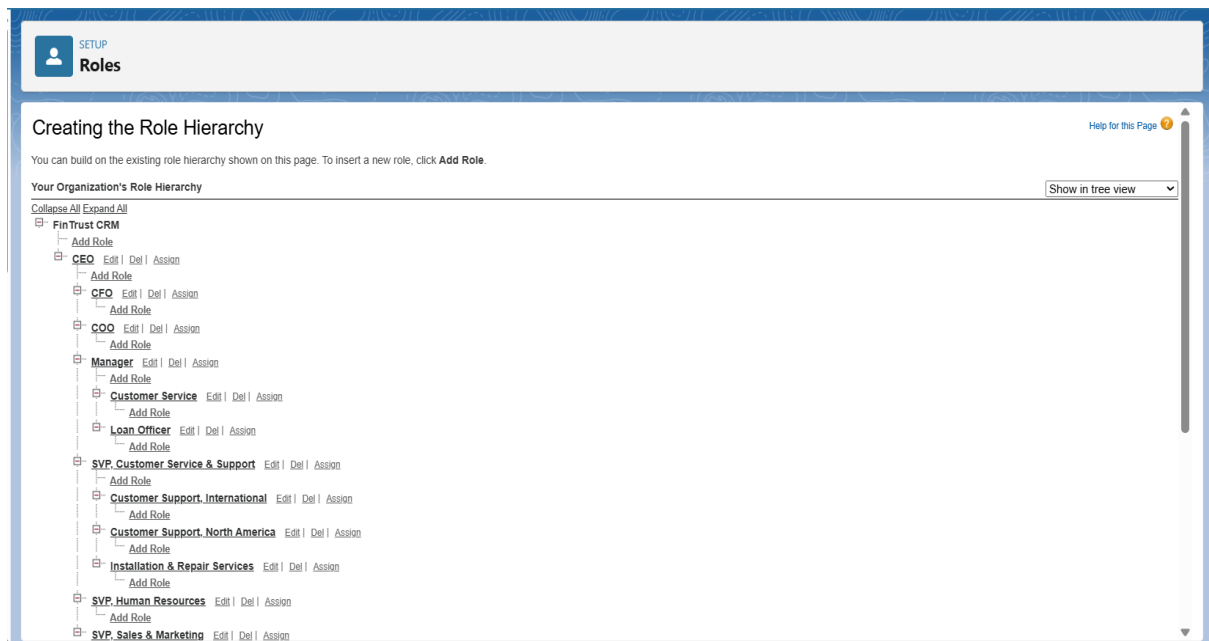 SETUP
Roles
Creating the Role Hierarchy
Help for this Page ?
You can build on the existing role hierarchy shown on this page. To insert a new role, click Add Role.
Your Organization's Role Hierarchy
Show in tree view
Collapse All Expand All
FinTrust CRM
Add Role
CEO Edit | Del | Assign
Add Role
CFO Edit | Del | Assign
Add Role
COO Edit | Del | Assign
Add Role
Manager Edit | Del | Assign
Add Role
Customer Service Edit | Del | Assign
Add Role
Loan Officer Edit | Del | Assign
Add Role
SVP, Customer Service & Support Edit | Del | Assign
Add Role
Customer Support, International Edit | Del | Assign
Add Role
Customer Support, North America Edit | Del | Assign
Add Role
Installation & Repair Services Edit | Del | Assign
Add Role
SVP, Human Resources Edit | Del | Assign
Add Role
SVP, Sales & Marketing Edit | Del | Assign